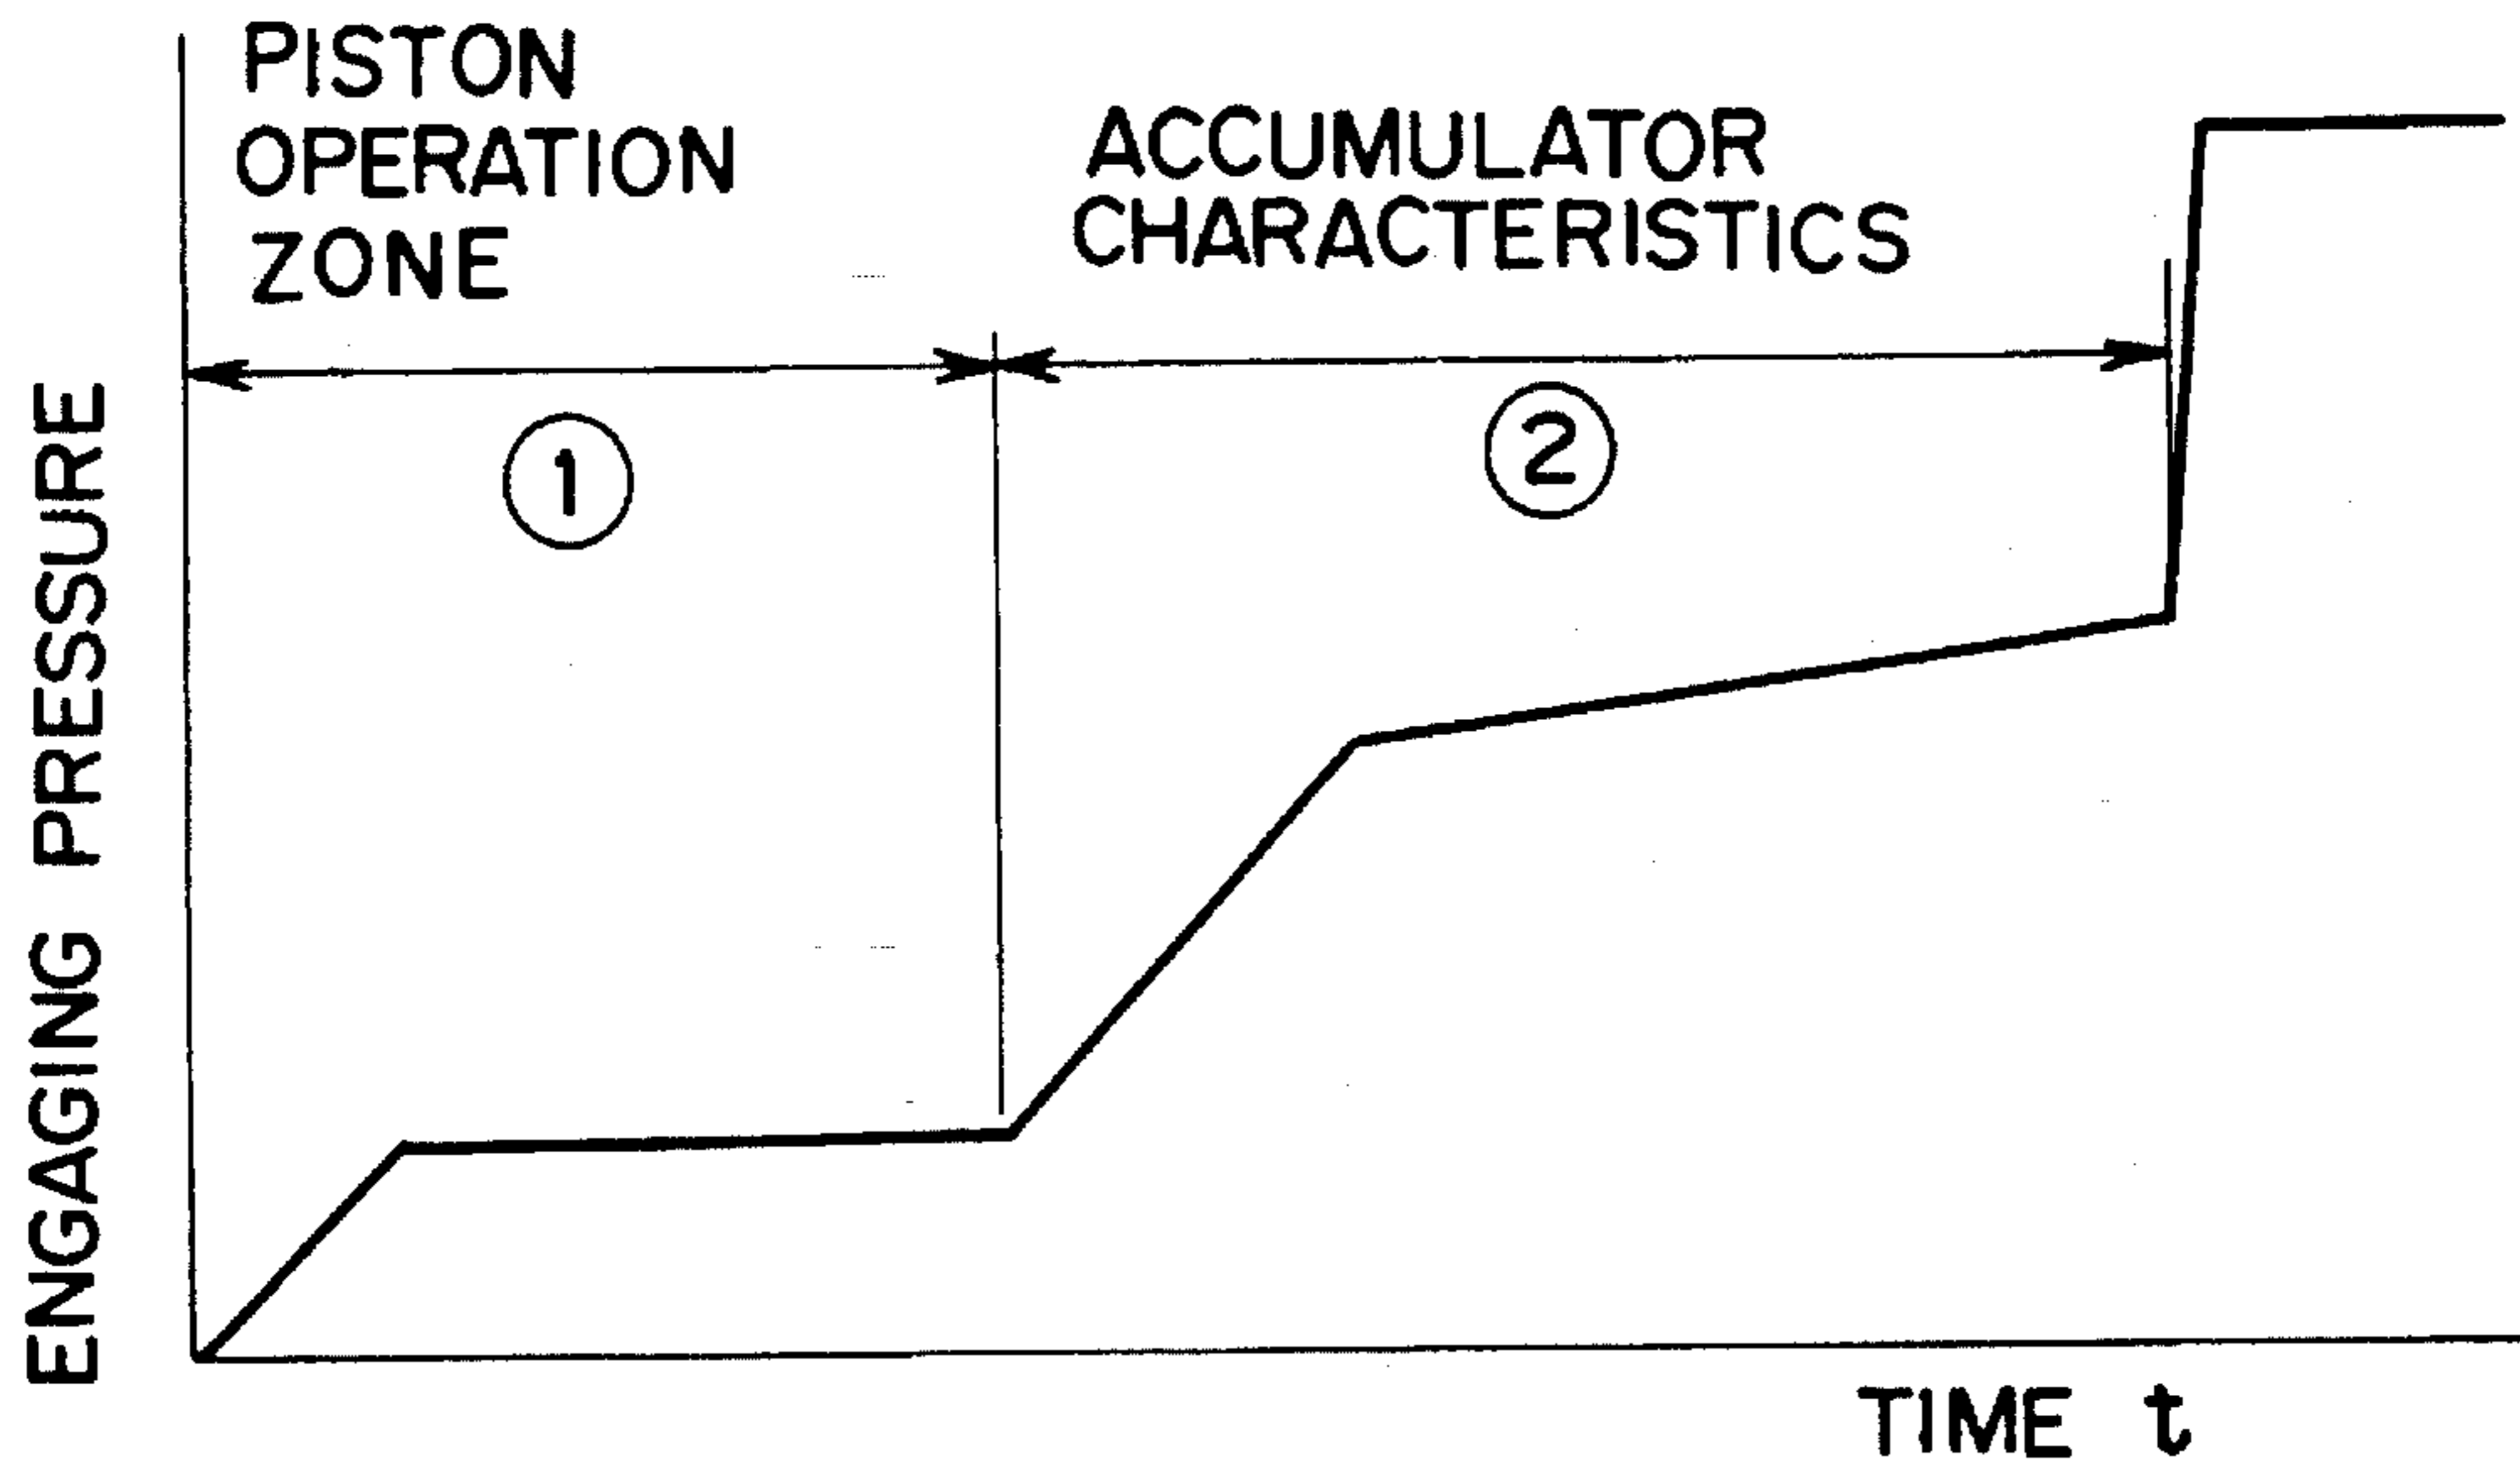 PISTON
OPERATION
ZONE
ACCUMULATOR
CHARACTERISTICS
①
②
ENGAGING PRESSURE
TIME t